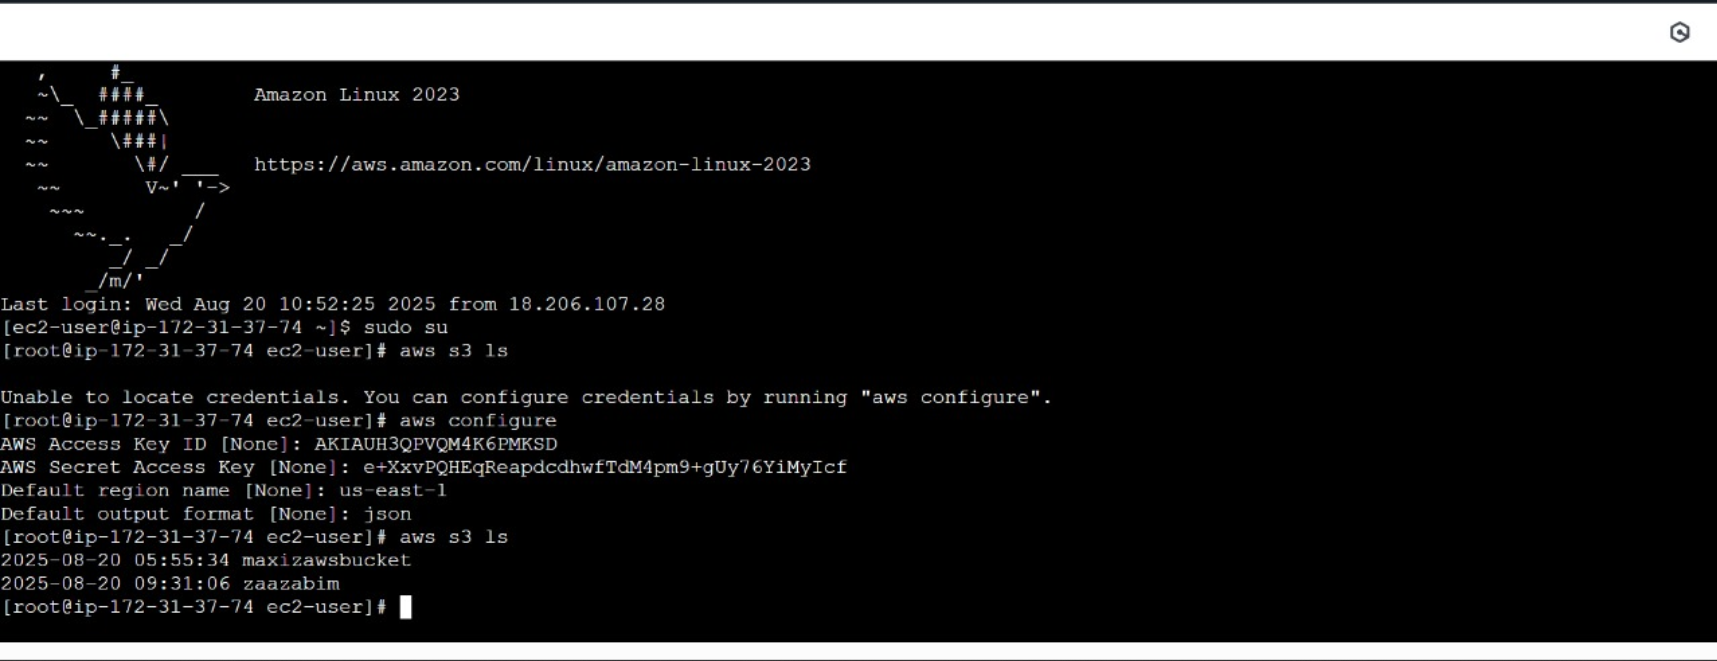 ,      #_
~\_  ####_        Amazon Linux 2023
~~  \_#####\
~~     \###|
~~       \#/ ___   https://aws.amazon.com/linux/amazon-linux-2023
~~       V~' '->
~~~         /
~~._.   _/
_/ _/
_/m/'
Last login: Wed Aug 20 10:52:25 2025 from 18.206.107.28
[ec2-user@ip-172-31-37-74 ~]$ sudo su
[root@ip-172-31-37-74 ec2-user]# aws s3 ls
Unable to locate credentials. You can configure credentials by running "aws configure".
[root@ip-172-31-37-74 ec2-user]# aws configure
AWS Access Key ID [None]: AKIAUH3QPVQM4K6PMKSD
AWS Secret Access Key [None]: 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
Default region name [None]: us-east-1
Default output format [None]: json
[root@ip-172-31-37-74 ec2-user]# aws s3 ls
2025-08-20 05:55:34 maxizawsbucket
2025-08-20 09:31:06 zaazabim
[root@ip-172-31-37-74 ec2-user]#